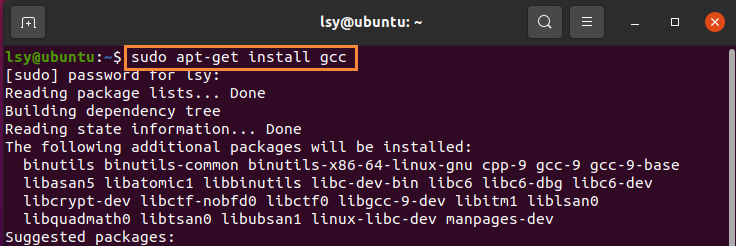 lsy@ubuntu: ~
lsy@ubuntu:~$ sudo apt-get install gcc
[sudo] password for lsy:
Reading package lists... Done
Building dependency tree
Reading state information... Done
The following additional packages will be installed:
  binutils binutils-common binutils-x86-64-linux-gnu cpp-9 gcc-9 gcc-9-base
  libasan5 libatomic1 libbinutils libc-dev-bin libc6 libc6-dbg libc6-dev
  libcrypt-dev libctf-nobfd0 libctf0 libgcc-9-dev libitm1 liblsan0
  libquadmath0 libtsan0 libubsan1 linux-libc-dev manpages-dev
Suggested packages: